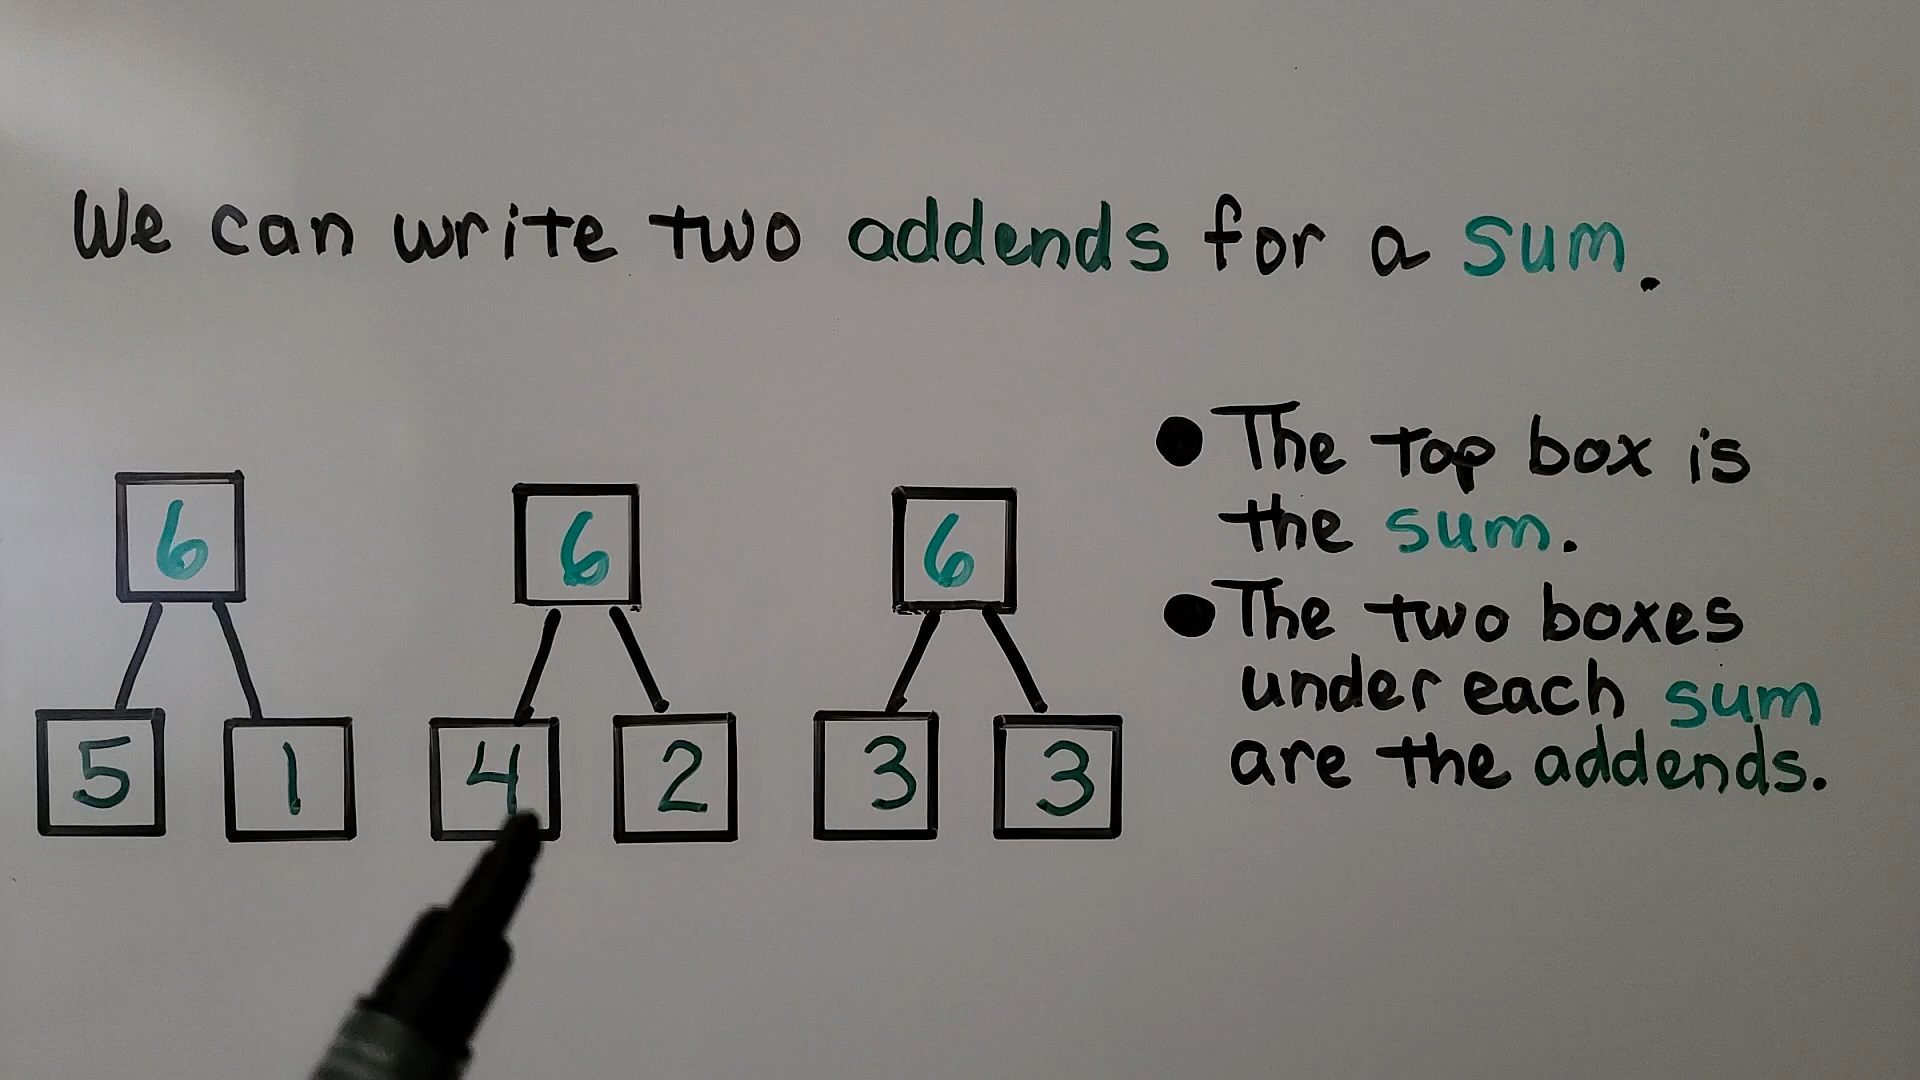 We can write two addends for a sum.
6 6 6
5 1 4 2 3 3
• The top box is
the sum.
• The two boxes
under each sum
are the addends.